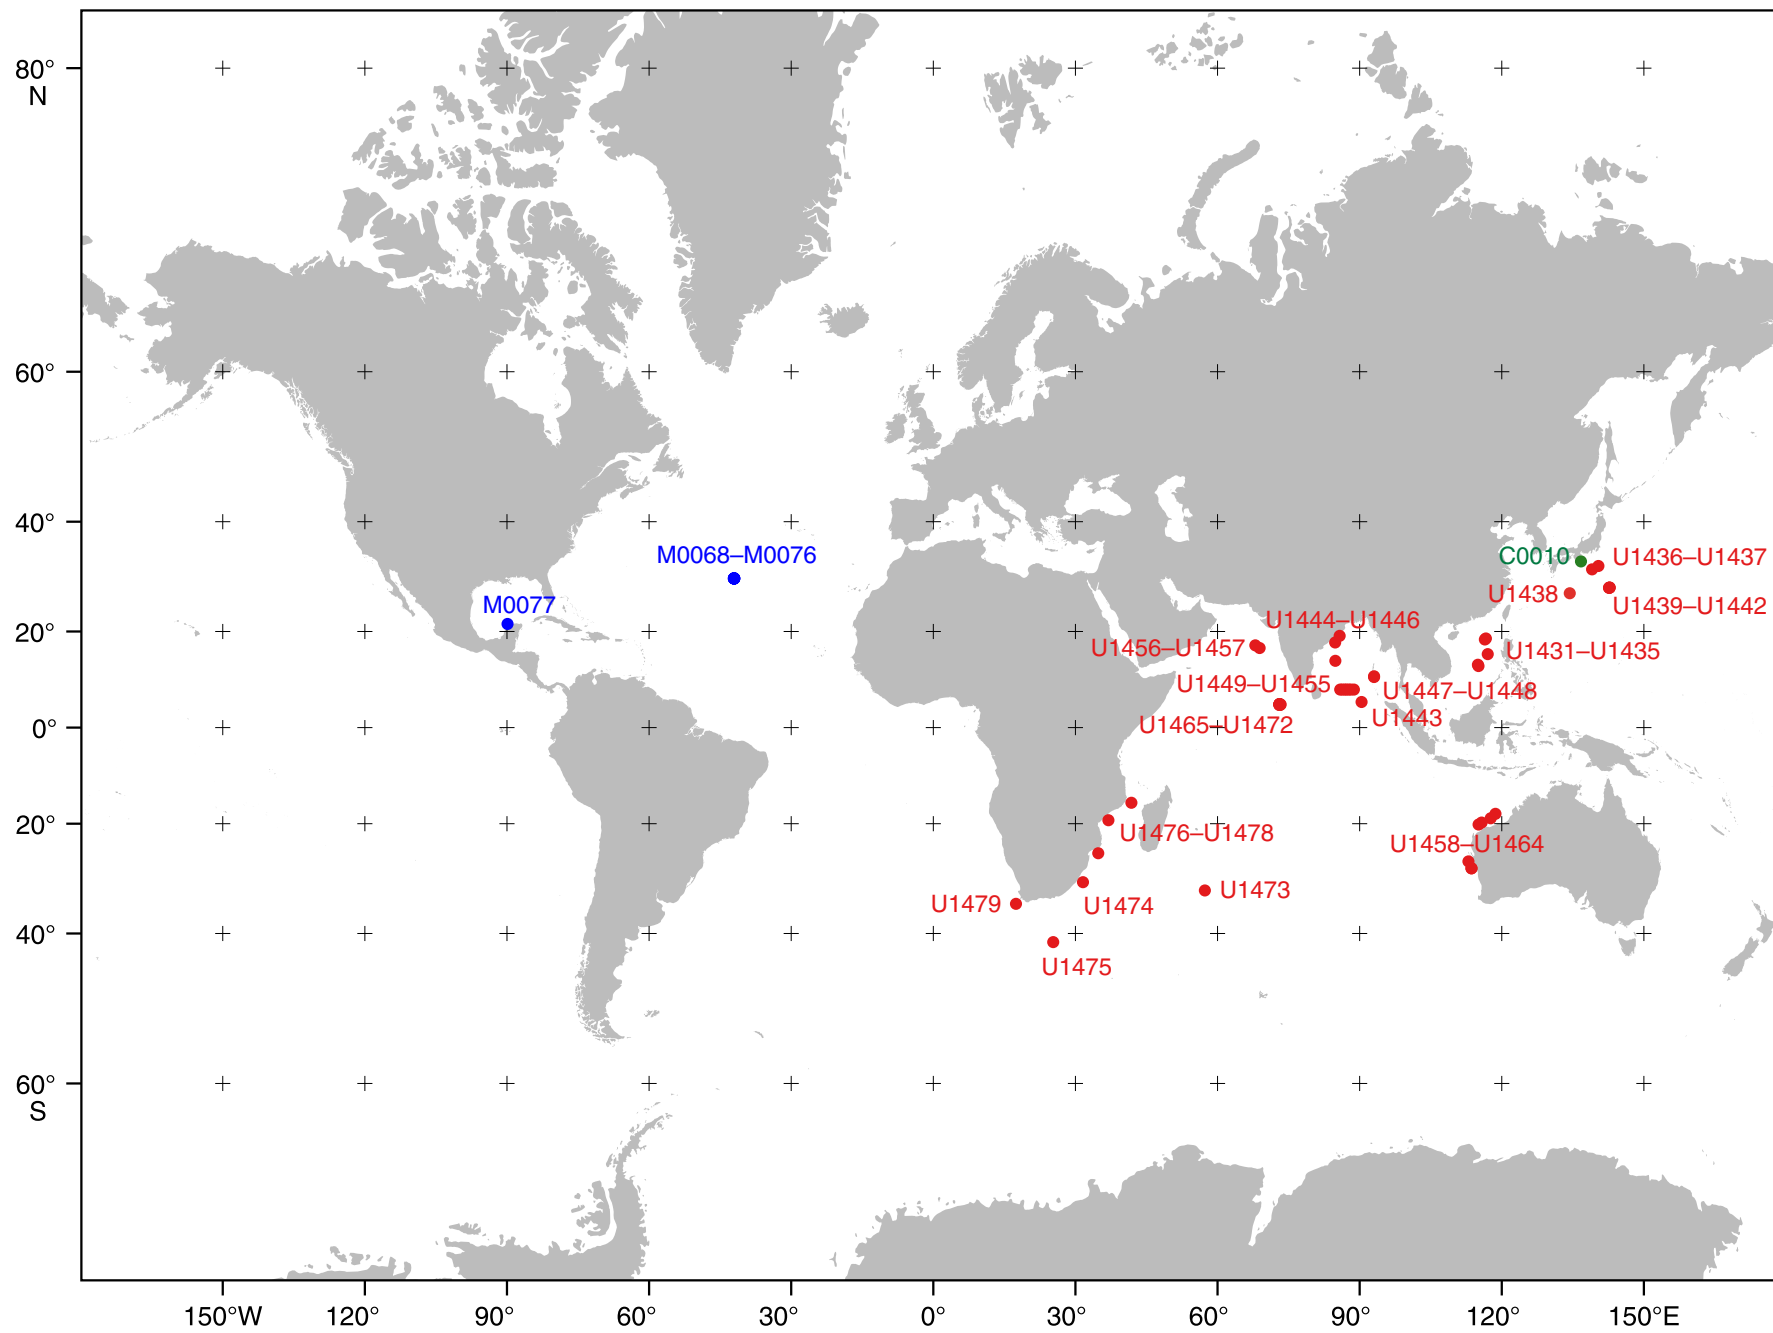 80°
N
60°
40°
M0068–M0076
C0010
U1436–U1437
U1438
M0077
U1439–U1442
U1444–U1446
20°
U1456–U1457
U1431–U1435
U1449–U1455
U1447–U1448
U1443
U1465–U1472
0°
20°
U1476–U1478
U1458–U1464
U1473
U1479
U1474
40°
U1475
60°
S
150°W
120°
90°
60°
30°
0°
30°
60°
90°
120°
150°E